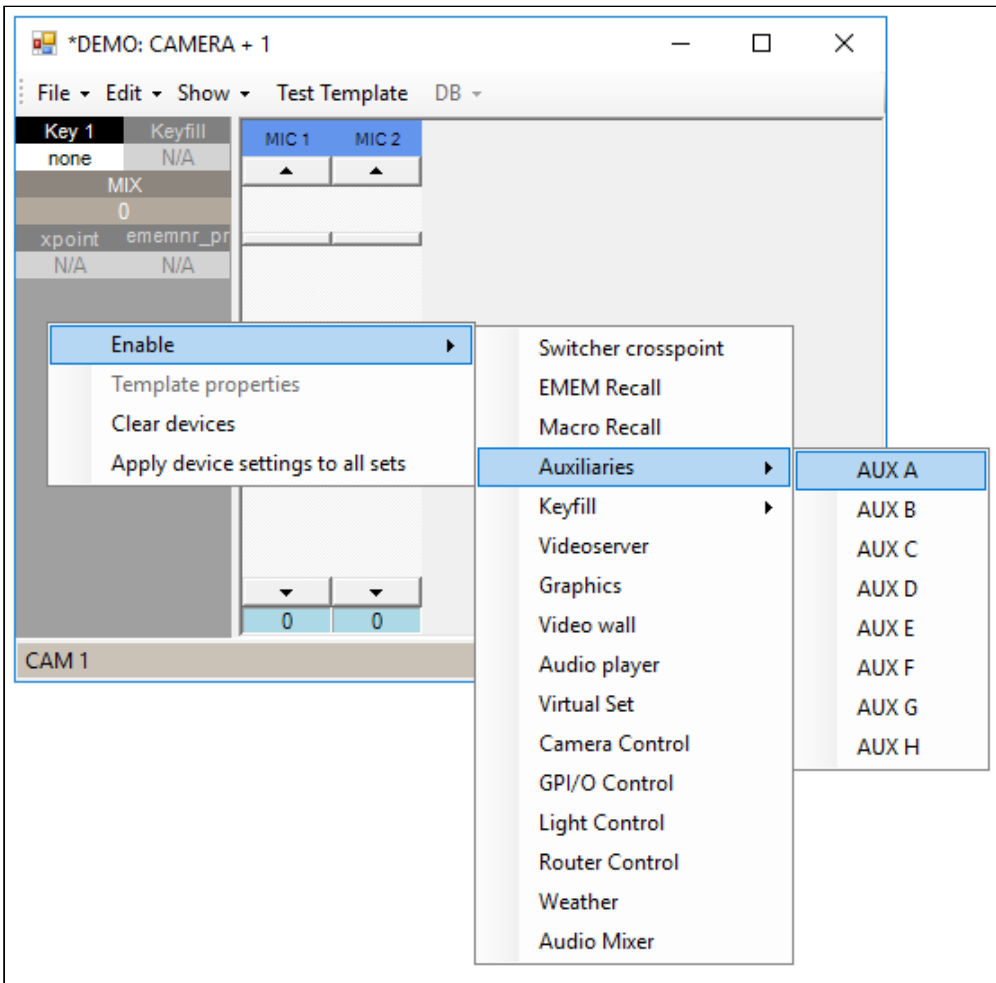 *DEMO: CAMERA + 1
File Edit Show Test Template DB
Key 1 Keyfill MIC 1 MIC 2
none N/A
MIX
0
xpoint ememnr_pr
N/A N/A
Enable
Template properties
Clear devices
Apply device settings to all sets
Switcher crosspoint
EMEM Recall
Macro Recall
Auxiliaries
Keyfill
Videoserver
Graphics
Video wall
Audio player
Virtual Set
Camera Control
GPI/O Control
Light Control
Router Control
Weather
Audio Mixer
AUX A
AUX B
AUX C
AUX D
AUX E
AUX F
AUX G
AUX H
0 0
CAM 1